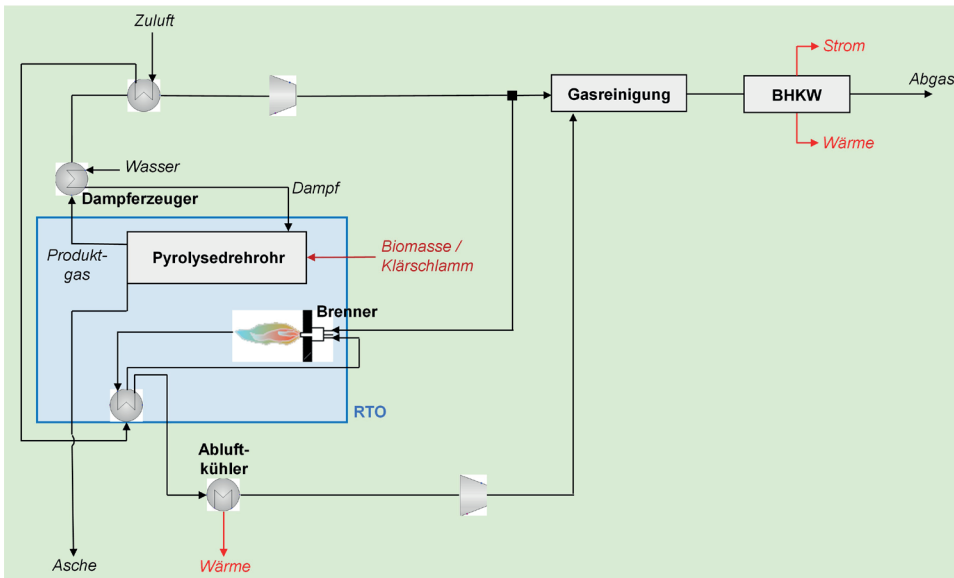 Zuluft
Strom
Gasreinigung
BHKW
Abgas
Wärme
Wasser
Dampf
Dampferzeuger
Produkt-
gas
Pyrolysedrehrohr
Biomasse /
Klärschlamm
Brenner
RTO
Abluft-
kühler
Asche
Wärme